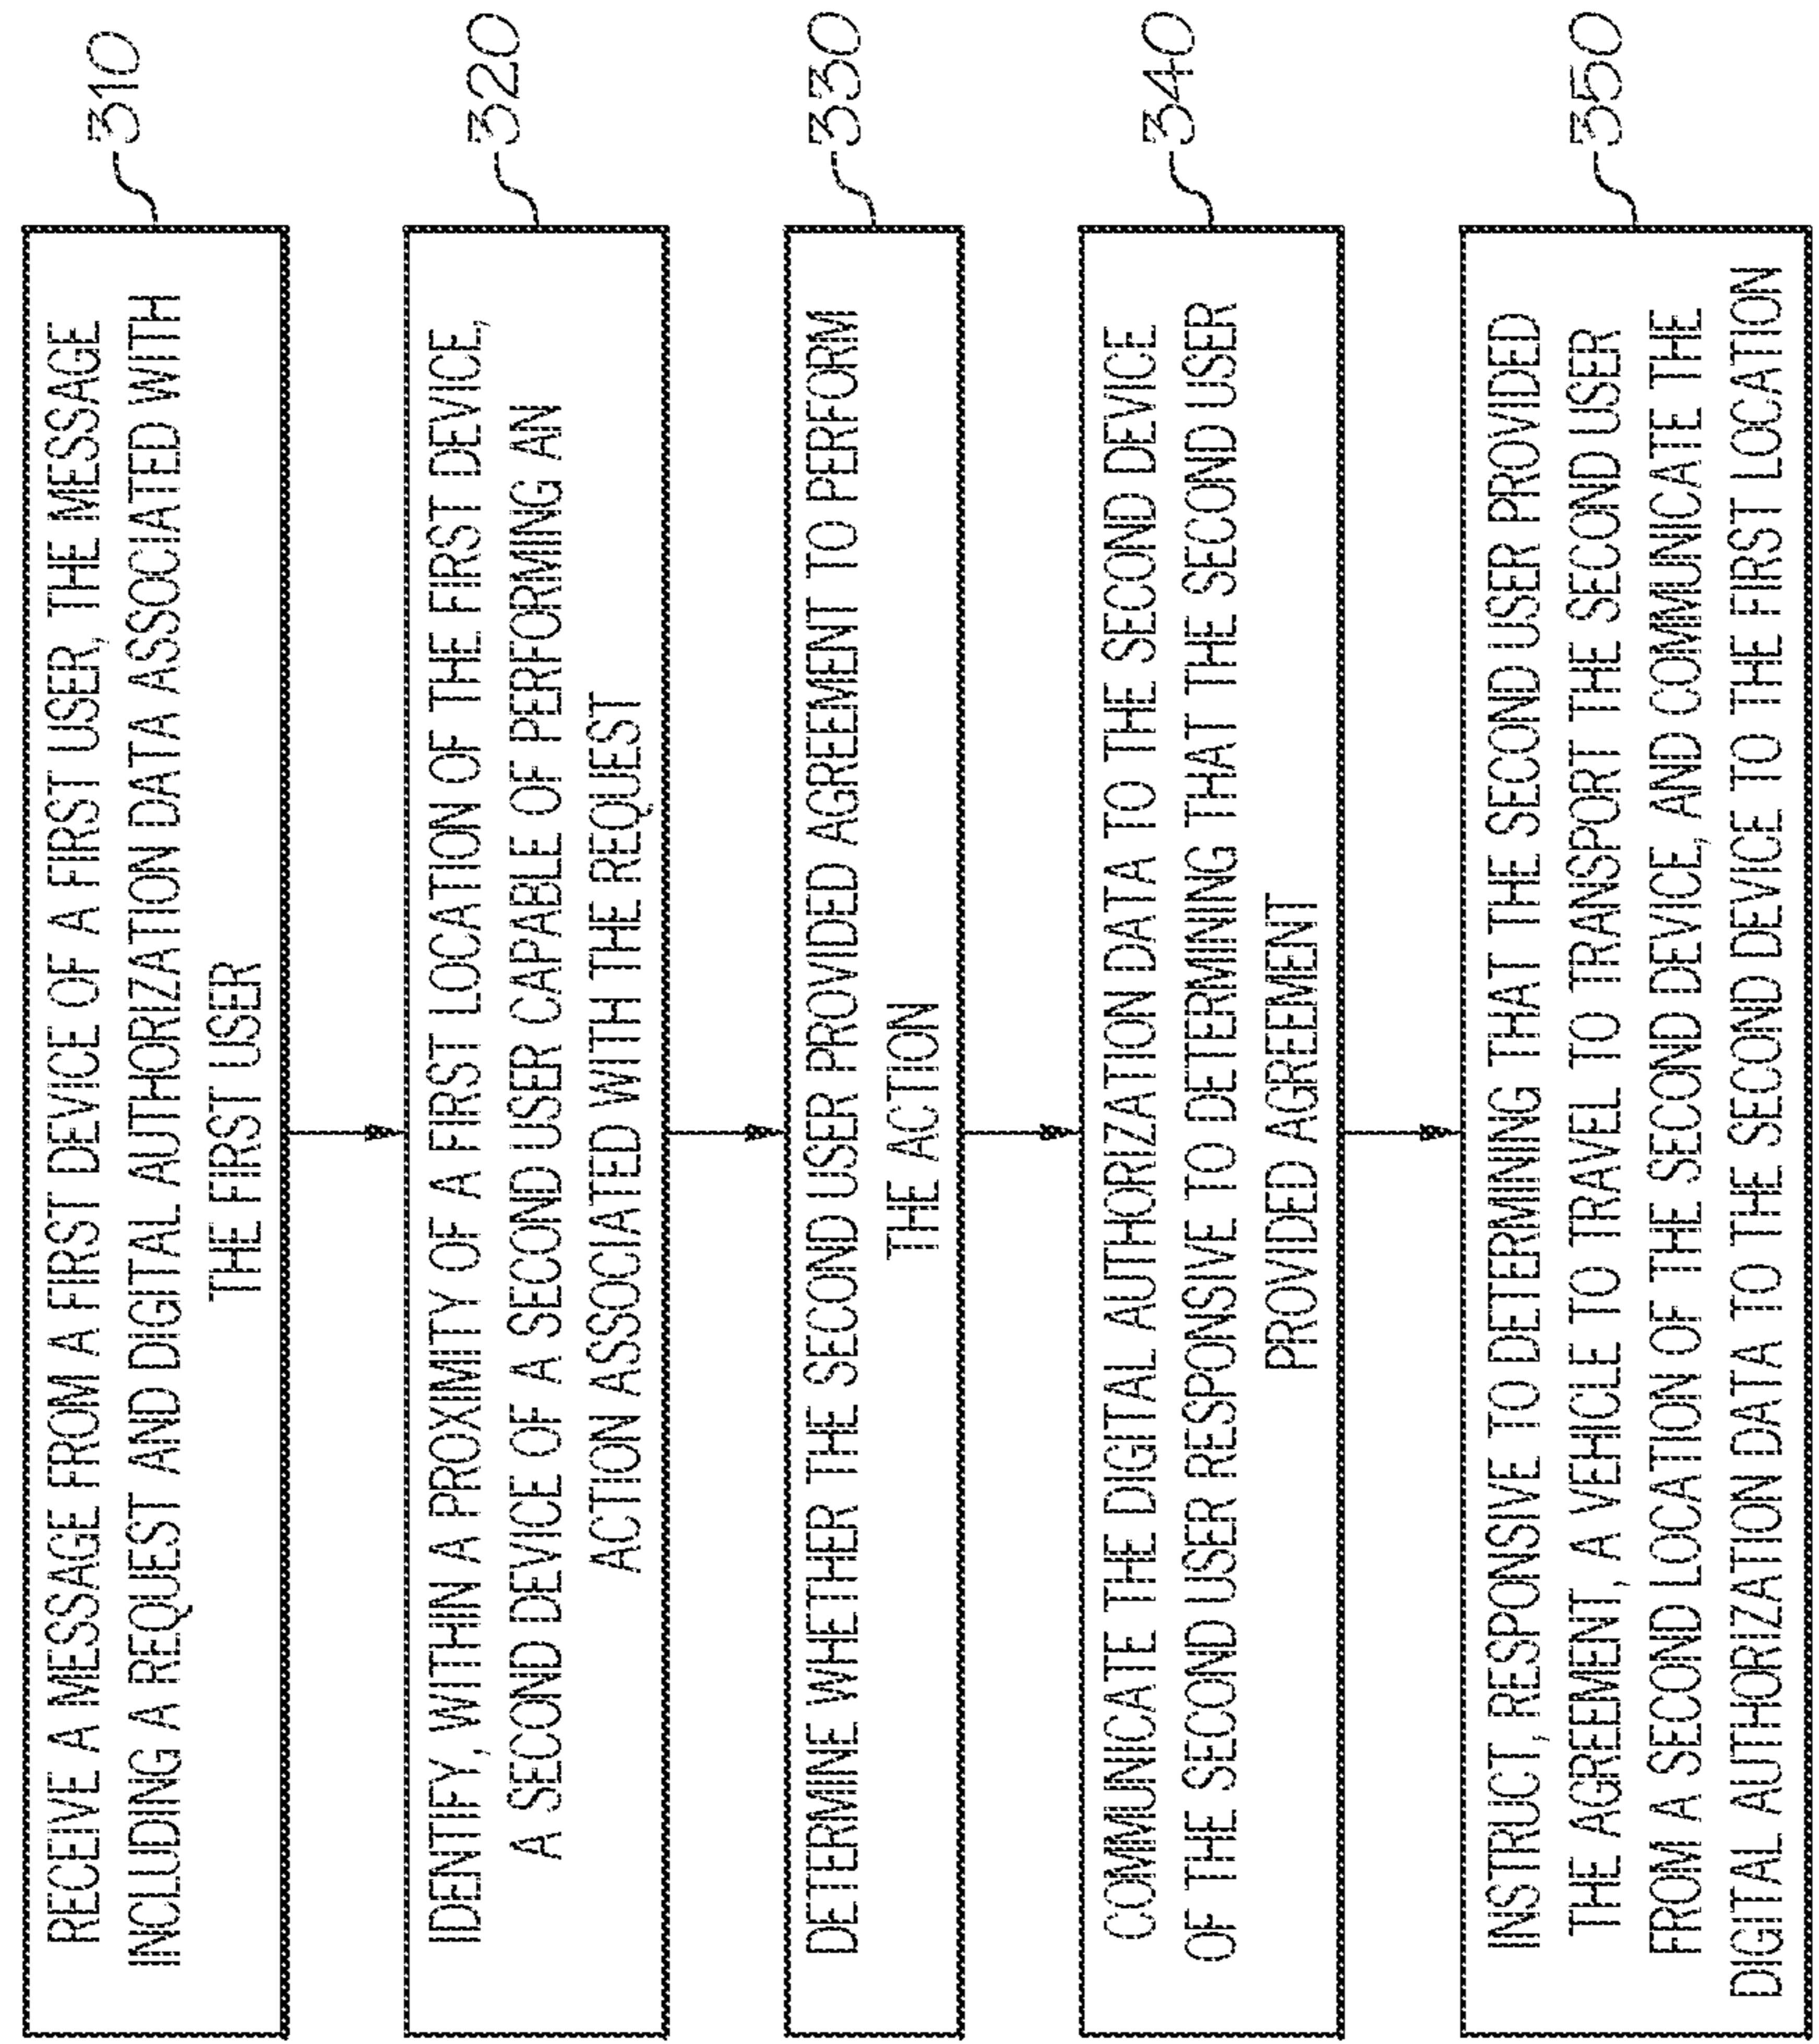 RECEIVE A MESSAGE FROM A FIRST DEVICE OF A FIRST USER, THE MESSAGE
INCLUDING A REQUEST AND DIGITAL AUTHORIZATION DATA ASSOCIATED WITH
THE FIRST USER
310
IDENTIFY, WITHIN A PROXIMITY OF A FIRST LOCATION OF THE FIRST DEVICE,
A SECOND DEVICE OF A SECOND USER CAPABLE OF PERFORMING AN
ACTION ASSOCIATED WITH THE REQUEST
320
DETERMINE WHETHER THE SECOND USER PROVIDED AGREEMENT TO PERFORM
THE ACTION
330
COMMUNICATE THE DIGITAL AUTHORIZATION DATA TO THE SECOND DEVICE
OF THE SECOND USER RESPONSIVE TO DETERMINING THAT THE SECOND USER
PROVIDED AGREEMENT
340
INSTRUCT, RESPONSIVE TO DETERMINING THAT THE SECOND USER PROVIDED
THE AGREEMENT, A VEHICLE TO TRAVEL TO TRANSPORT THE SECOND USER
FROM A SECOND LOCATION OF THE SECOND DEVICE, AND COMMUNICATE THE
DIGITAL AUTHORIZATION DATA TO THE SECOND DEVICE TO THE FIRST LOCATION
350